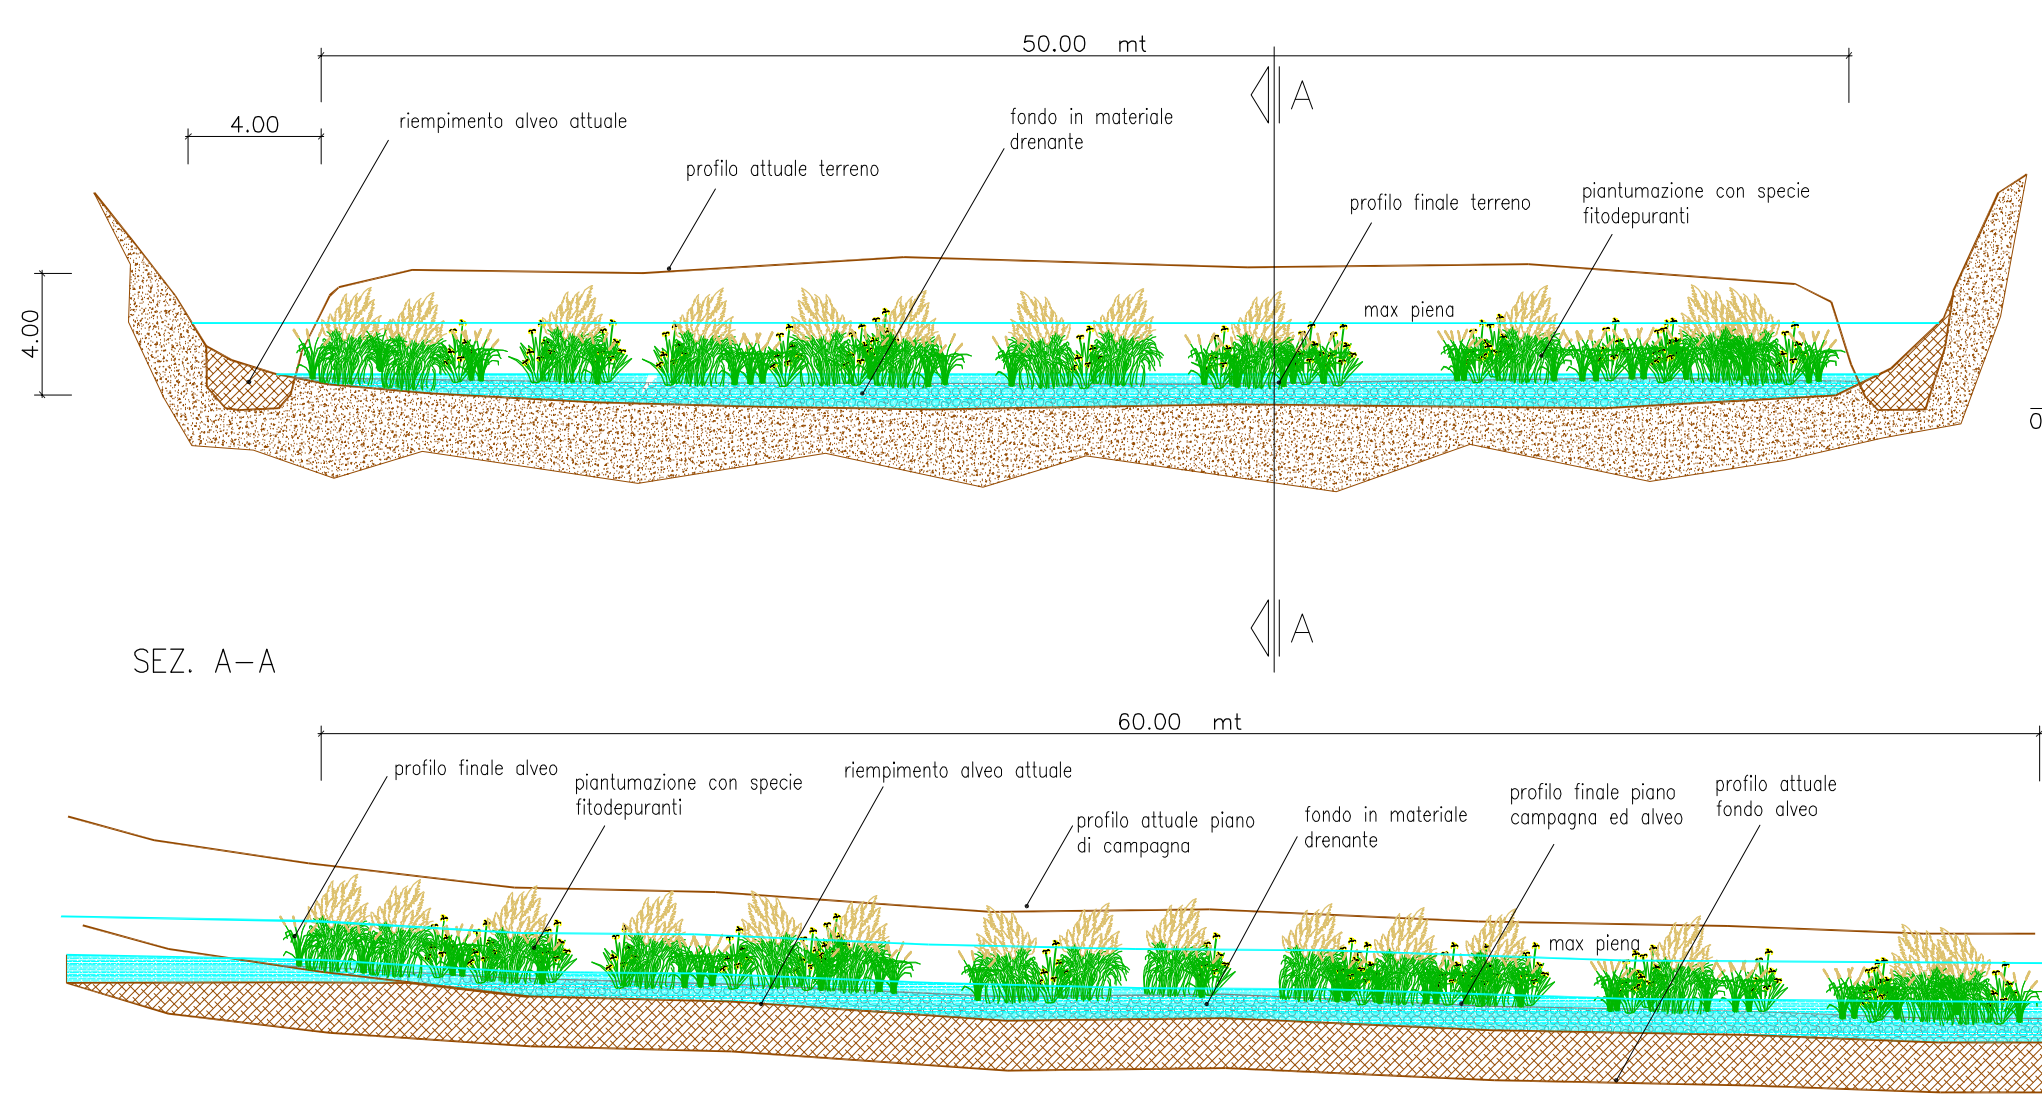 50.00 mt
A
4.00
riempimento alveo attuale
fondo in materiale
drenante
profilo attuale terreno
profilo finale terreno
piantumazione con specie
fitodepuranti
max piena
4.00
0
A
SEZ. A-A
60.00 mt
profilo finale alveo
piantumazione con specie
fitodepuranti
riempimento alveo attuale
profilo attuale piano
di campagna
fondo in materiale
drenante
profilo finale piano
campagna ed alveo
profilo attuale
fondo alveo
max piena